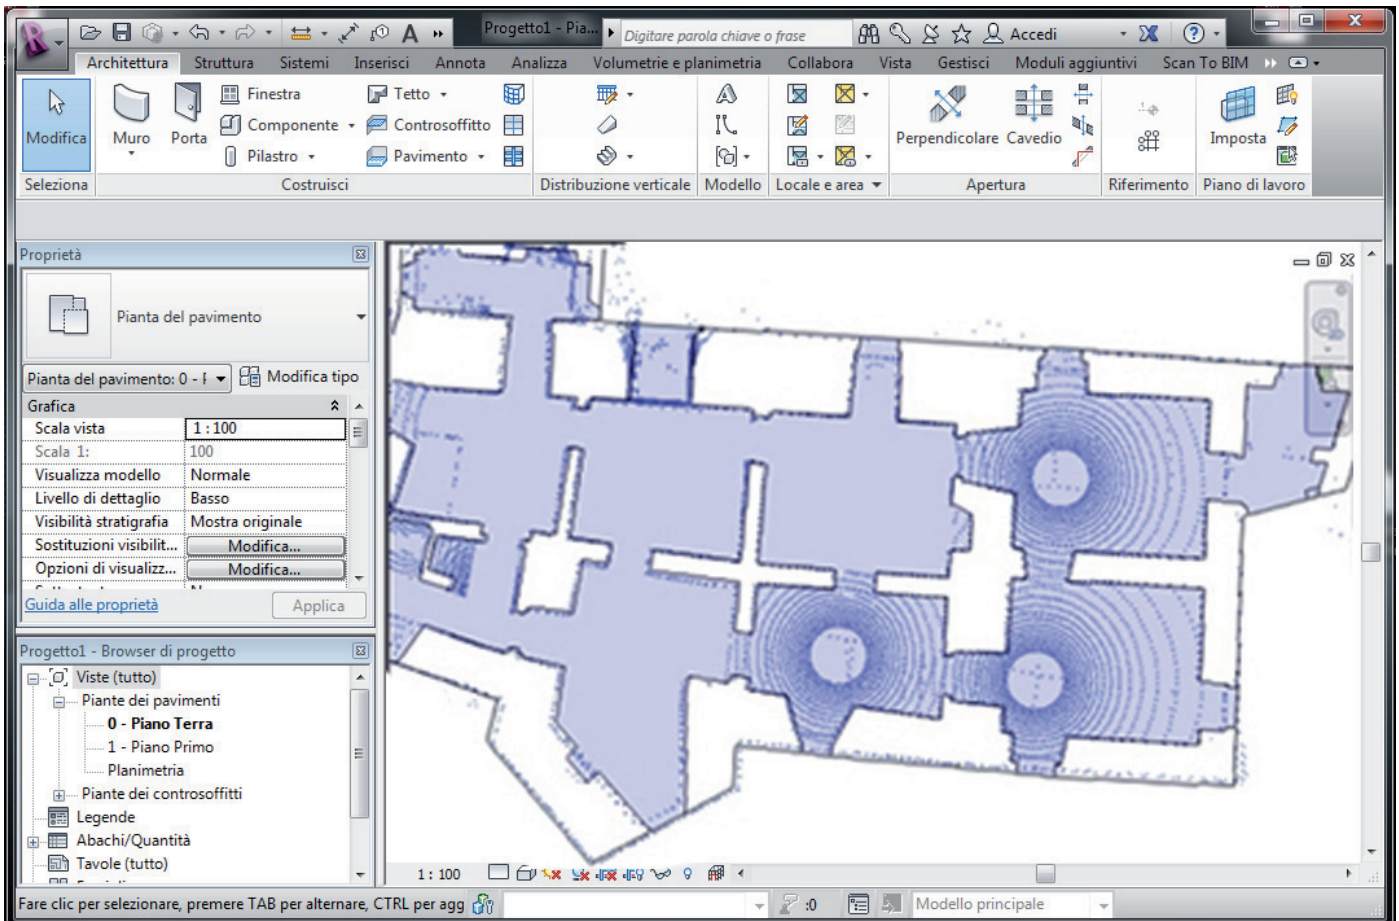 Progetto1 - Pia...
Digitare parola chiave o frase
Accedi
Architettura Struttura Sistemi Inserisci Annota Analizza Volumetrie e planimetria Collabora Vista Gestisci Moduli aggiuntivi Scan To BIM
Modifica
Muro
Porta
Finestra
Componente
Pilastro
Tetto
Controsoffitto
Pavimento
Perpendicolare
Cavedio
Imposta
Seleziona
Costruisci
Distribuzione verticale
Modello
Locale e area
Apertura
Riferimento
Piano di lavoro
Proprietà
Pianta del pavimento
Pianta del pavimento: 0 -
Modifica tipo
Grafica
Scala vista 1 : 100
Scala 1: 100
Visualizza modello Normale
Livello di dettaglio Basso
Visibilità stratigrafia Mostra originale
Sostituzioni visibilit... Modifica...
Opzioni di visualizz... Modifica...
Guida alle proprietà
Applica
Progetto1 - Browser di progetto
Viste (tutto)
Piante dei pavimenti
0 - Piano Terra
1 - Piano Primo
Planimetria
Piante dei controsoffitti
Legende
Abachi/Quantità
Tavole (tutto)
1 : 100
Fare clic per selezionare, premere TAB per alternare, CTRL per agg
:0
Modello principale